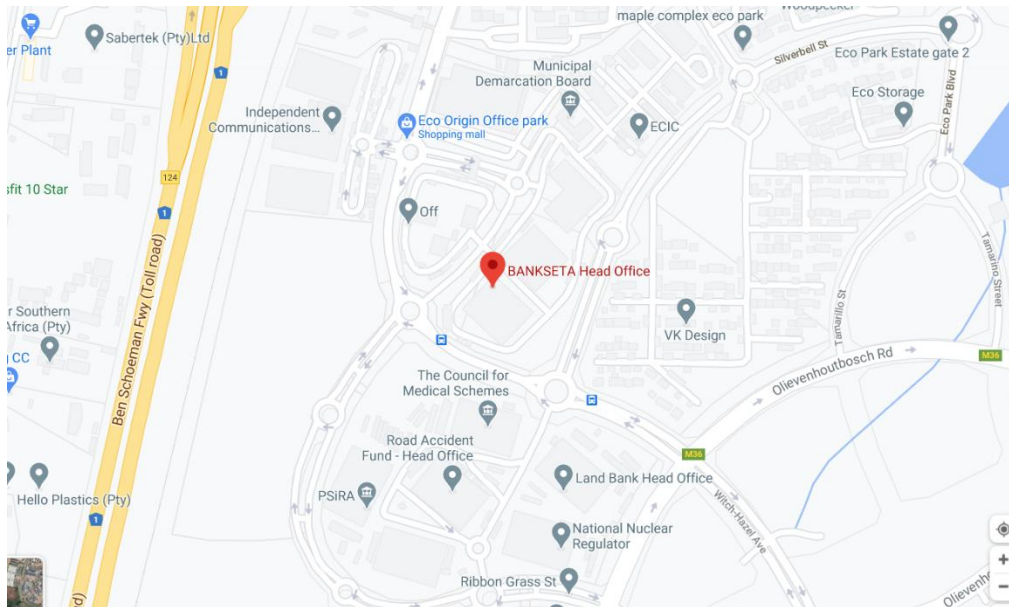 Woodpecker
maple complex eco park
Sabertek (Pty)Ltd
er Plant
Silverbell St
Eco Park Estate gate 2
Municipal
Demarcation Board
1
Eco Storage
Independent
Communications...
Eco Origin Office park
Shopping mall
ECIC
Eco Park Blvd
124
sfit 10 Star
1
Off
Tamarino Street
BANKSETA Head Office
Ben Schoeman Fwy (Toll road)
r Southern
Africa (Pty)
Tamarillo St
VK Design
CC
Olievenhoutbosch Rd
M36
The Council for
Medical Schemes
Road Accident
Fund - Head Office
M36
Land Bank Head Office
PSiRA
Hello Plastics (Pty)
Witch-Hazel Ave
1
National Nuclear
Regulator
Ribbon Grass St
+
−